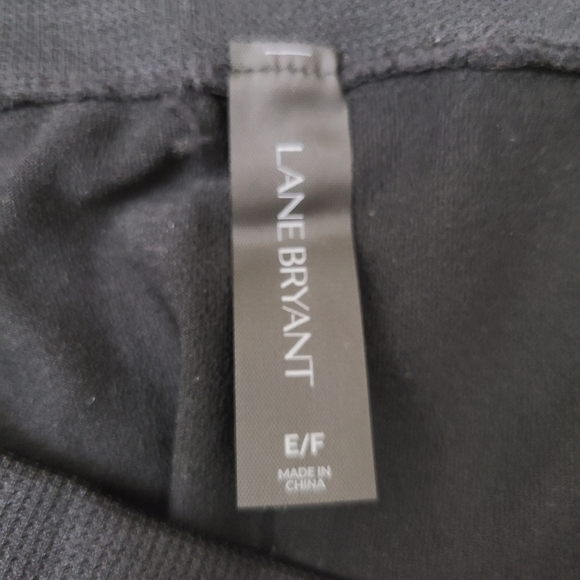 LANE BRYANT
E/F
MADE IN
CHINA